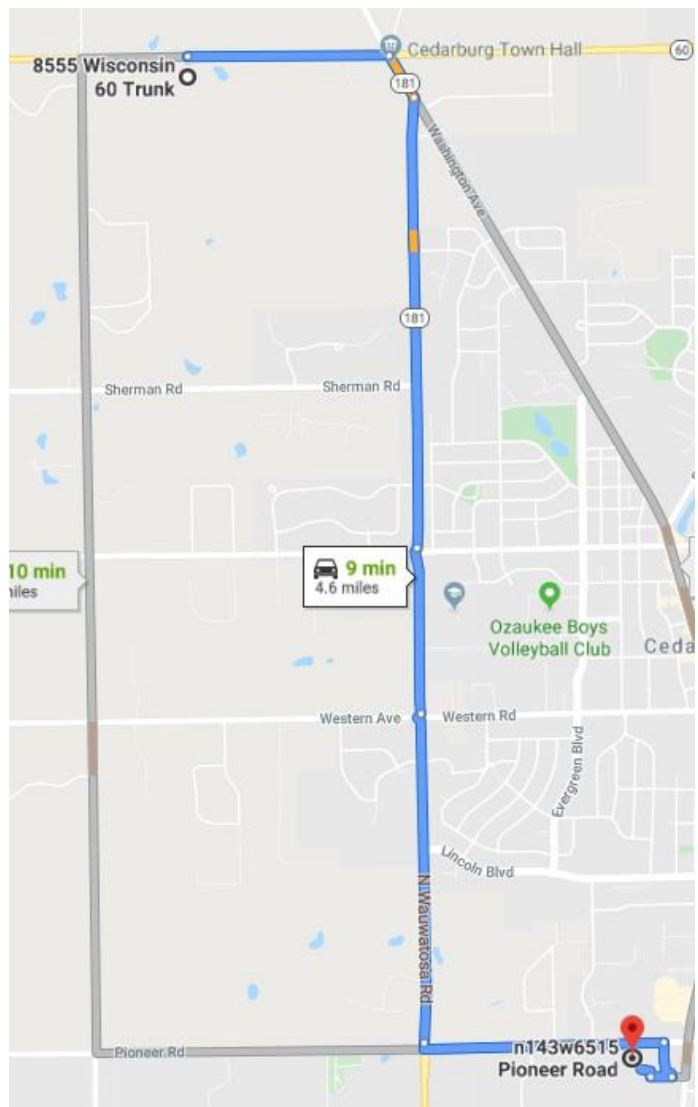 Cedarburg Town Hall
60
8555 Wisconsin
60 Trunk
181
Washington Ave
181
Sherman Rd
Sherman Rd
10 min
miles
9 min
4.6 miles
Ozaukee Boys
Volleyball Club
Ceda
Western Ave
Western Rd
Evergreen Blvd
Lincoln Blvd
N Wauwatosa Rd
Pioneer Rd
n143w6515
Pioneer Road